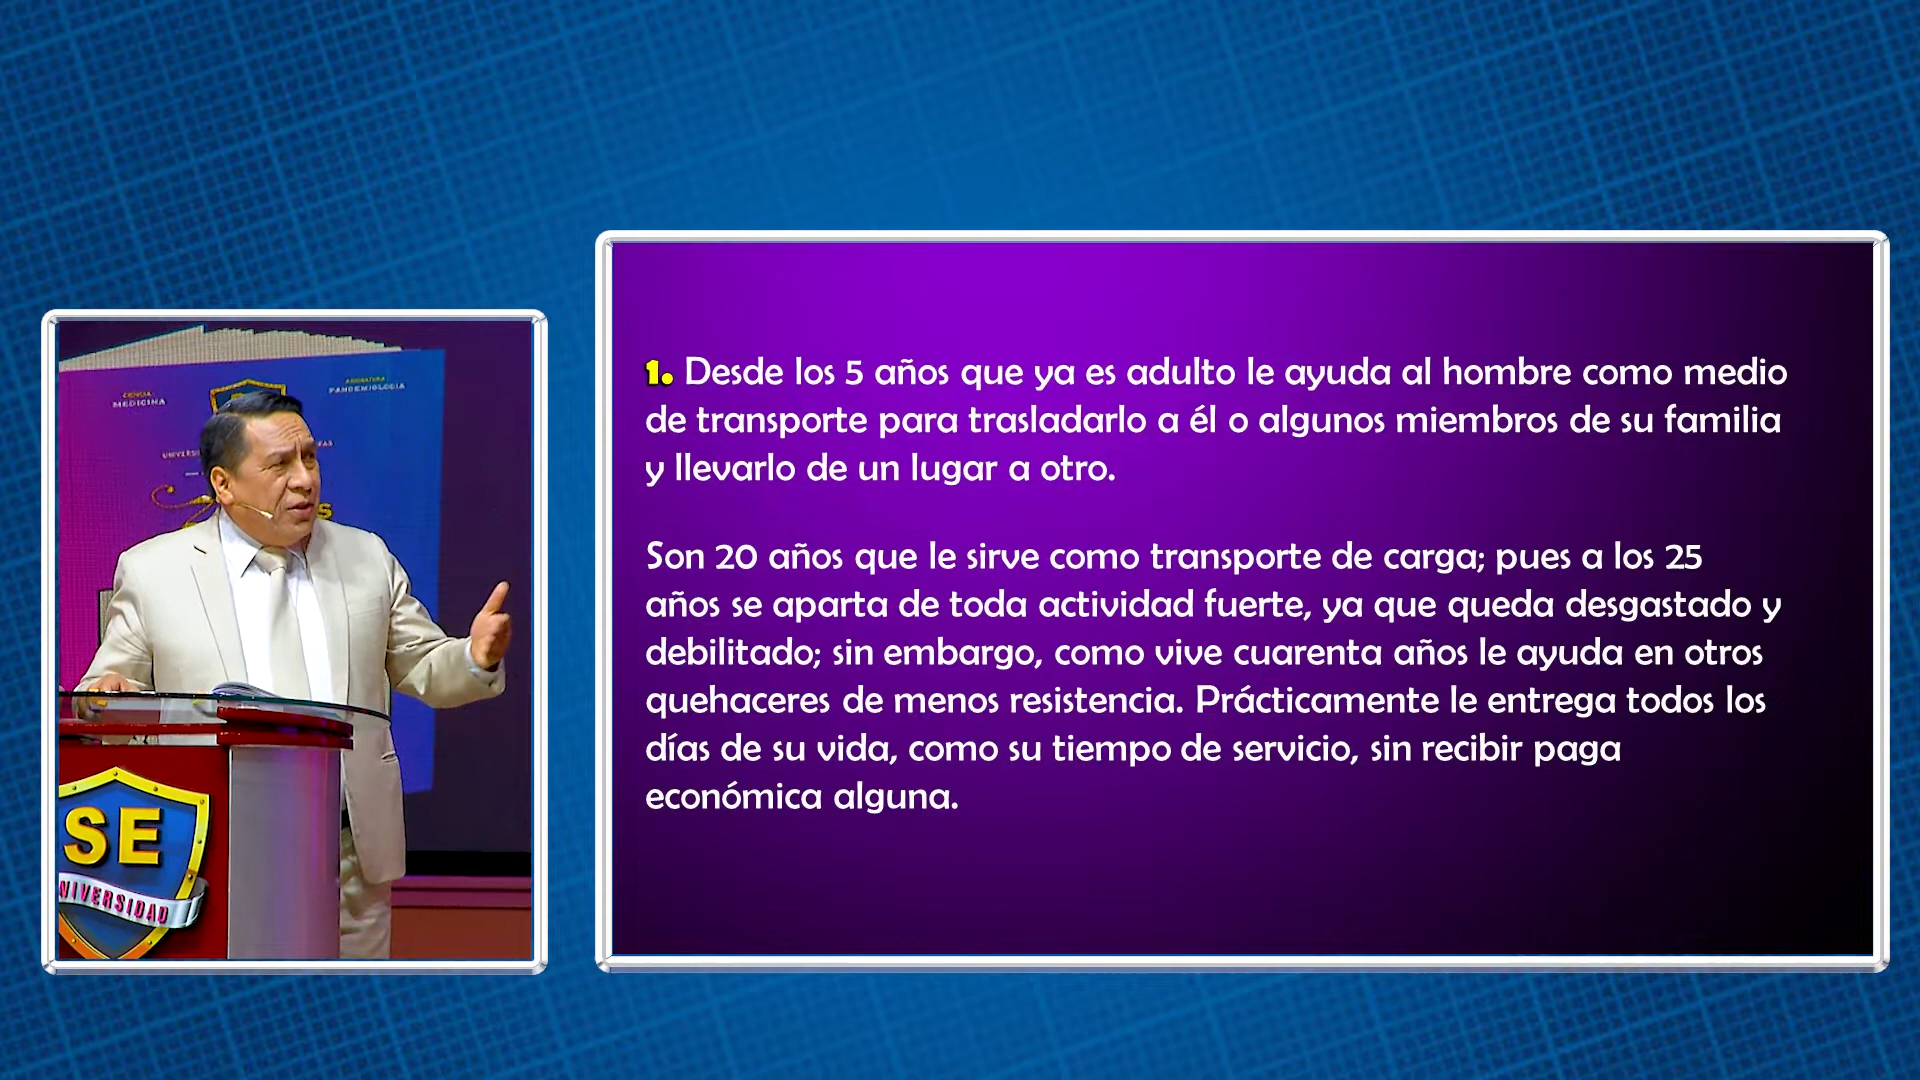 CIENCIA:
MEDICINA
ASIGNATURA:
PANDEMIOLOGIA
SE
1. Desde los 5 años que ya es adulto le ayuda al hombre como medio
de transporte para trasladarlo a él o algunos miembros de su familia
y llevarlo de un lugar a otro.
Son 20 años que le sirve como transporte de carga; pues a los 25
años se aparta de toda actividad fuerte, ya que queda desgastado y
debilitado; sin embargo, como vive cuarenta años le ayuda en otros
quehaceres de menos resistencia. Prácticamente le entrega todos los
días de su vida, como su tiempo de servicio, sin recibir paga
económica alguna.